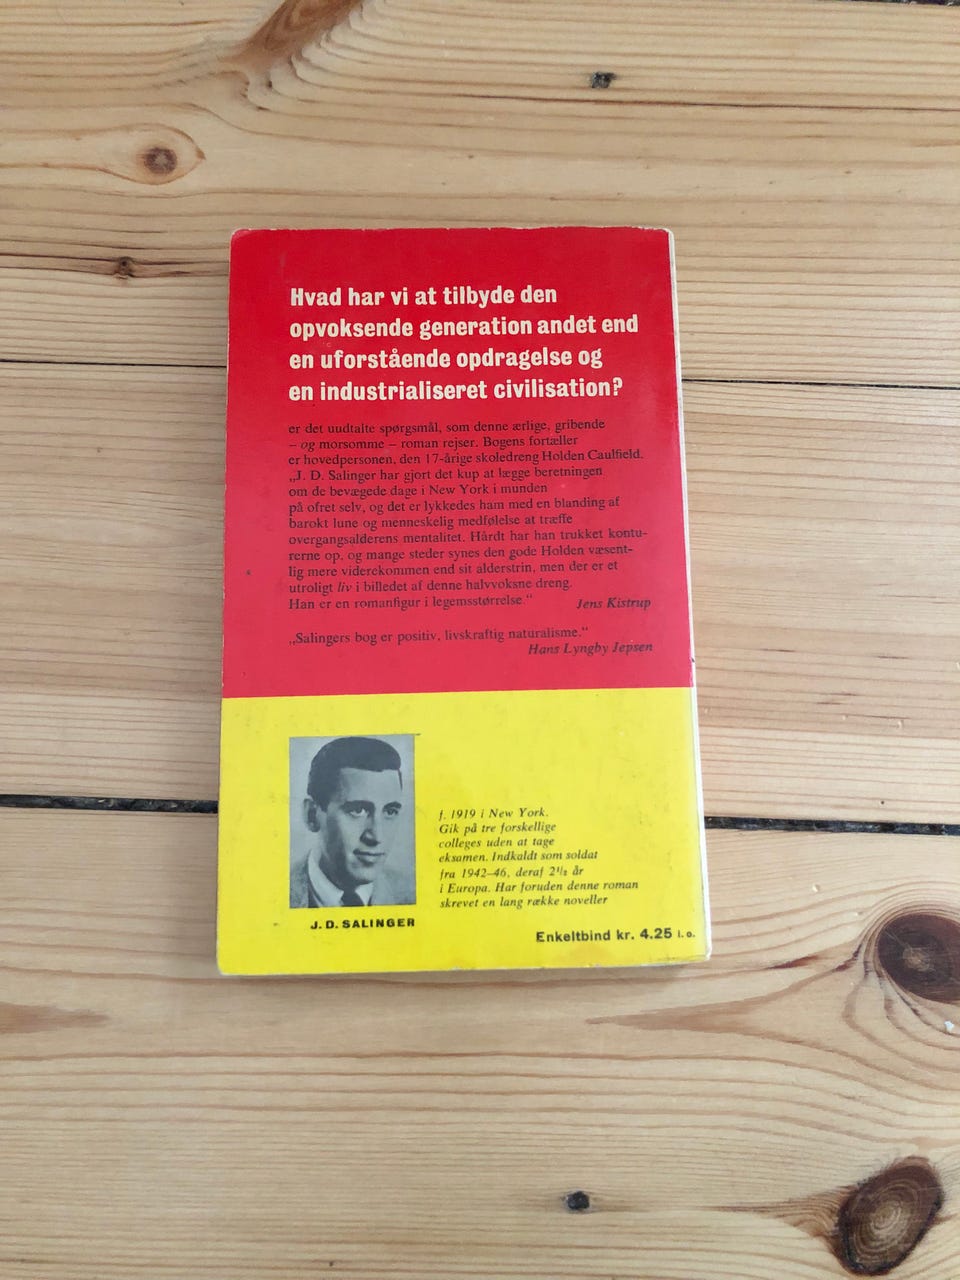 Hvad har vi at tilbyde den
opvoksende generation andet end
en uforstående opdragelse og
en industrialiseret civilisation?
er det uudtalte spørgsmål, som denne ærlige, gribende
– og morsomme – roman rejser. Bogens fortæller
er hovedpersonen, den 17-årige skoledreng Holden Caulfield.
„J. D. Salinger har gjort det kup at lægge beretningen
om de bevægede dage i New York i munden
på ofret selv, og det er lykkedes ham med en blanding af
barokt lune og menneskelig medfølelse at træffe
overgangsalderens mentalitet. Hårdt har han trukket kontu-
rerne op, og mange steder synes den gode Holden væsent-
lig mere viderekommen end sit alderstrin, men der er et
utroligt liv i billedet af denne halvvoksne dreng.
Han er en romanfigur i legemsstørrelse.“
Jens Kistrup
„Salingers bog er positiv, livskraftig naturalisme.“
Hans Lyngby Jepsen
f. 1919 i New York.
Gik på tre forskellige
colleges uden at tage
eksamen. Indkaldt som soldat
fra 1942–46, deraf 2½ år
i Europa. Har foruden denne roman
skrevet en lang række noveller
J. D. SALINGER
Enkeltbind kr. 4.25 i. o.